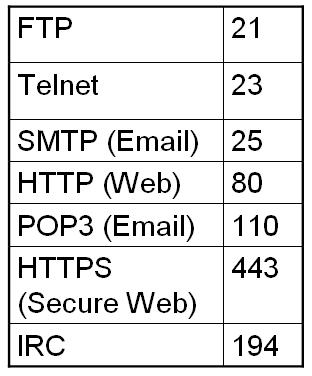 FTP 21
Telnet 23
SMTP (Email) 25
HTTP (Web) 80
POP3 (Email) 110
HTTPS 443
(Secure Web)
IRC 194